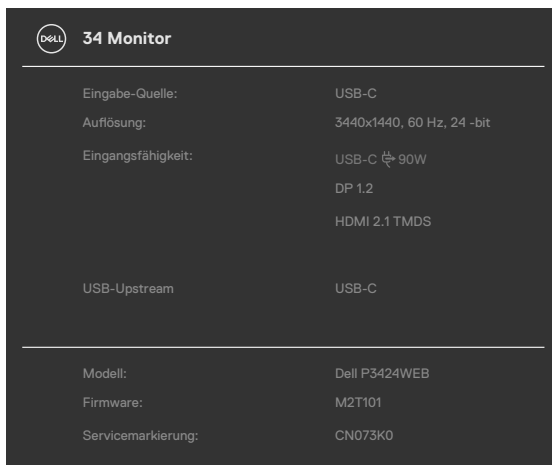 DELL 34 Monitor
Eingabe-Quelle: USB-C
Auflösung: 3440x1440, 60 Hz, 24 -bit
Eingangsfähigkeit: USB-C 90W
DP 1.2
HDMI 2.1 TMDS
USB-Upstream USB-C
Modell: Dell P3424WEB
Firmware: M2T101
Servicemarkierung: CN073K0